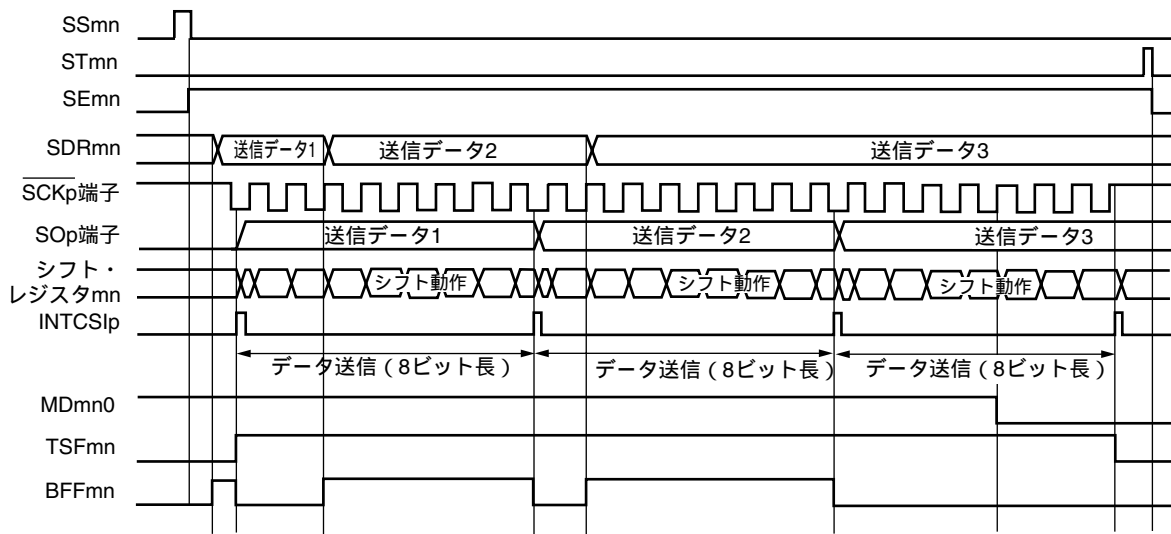 SSmn
STmn
SEmn
SDRmn 送信データ1 送信データ2 送信データ3
SCKp端子
SOp端子 送信データ1 送信データ2 送信データ3
シフト・
レジスタmn シフト動作 シフト動作 シフト動作
INTCSIp
データ送信（8ビット長） データ送信（8ビット長） データ送信（8ビット長）
MDmn0
TSFmn
BFFmn